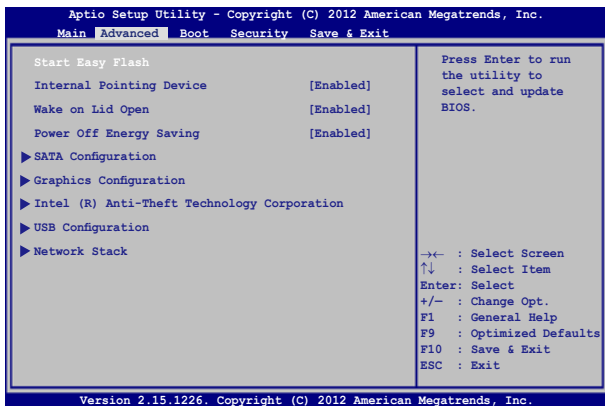 Aptio Setup Utility - Copyright (C) 2012 American Megatrends, Inc.
Main Advanced Boot Security Save & Exit
Start Easy Flash
Internal Pointing Device [Enabled]
Wake on Lid Open [Enabled]
Power Off Energy Saving [Enabled]
▶ SATA Configuration
▶ Graphics Configuration
▶ Intel (R) Anti-Theft Technology Corporation
▶ USB Configuration
▶ Network Stack
Press Enter to run
the utility to
select and update
BIOS.
→← : Select Screen
↑↓ : Select Item
Enter: Select
+/— : Change Opt.
F1 : General Help
F9 : Optimized Defaults
F10 : Save & Exit
ESC : Exit
Version 2.15.1226. Copyright (C) 2012 American Megatrends, Inc.